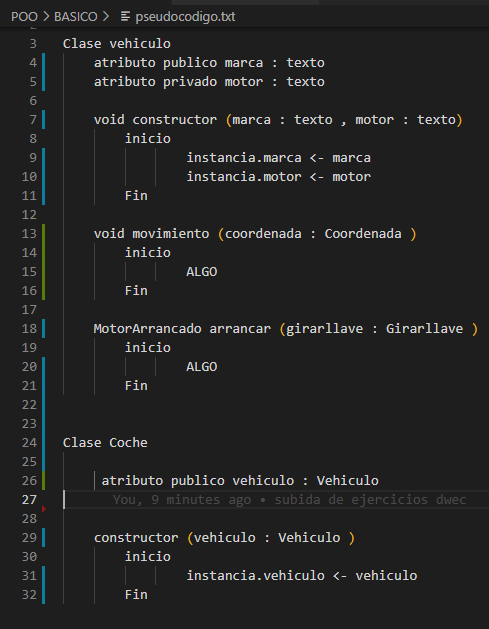 POO > BASICO > pseudocodigo.txt
3 Clase vehiculo
4 atributo publico marca : texto
5 atributo privado motor : texto
6
7 void constructor (marca : texto , motor : texto)
8 inicio
9 instancia.marca <- marca
10 instancia.motor <- motor
11 Fin
12
13 void movimiento (coordenada : Coordenada )
14 inicio
15 ALGO
16 Fin
17
18 MotorArrancado arrancar (girarllave : Girarllave )
19 inicio
20 ALGO
21 Fin
22
23
24 Clase Coche
25
26 atributo publico vehiculo : Vehiculo
27 You, 9 minutes ago • subida de ejercicios dwec
28
29 constructor (vehiculo : Vehiculo )
30 inicio
31 instancia.vehiculo <- vehiculo
32 Fin